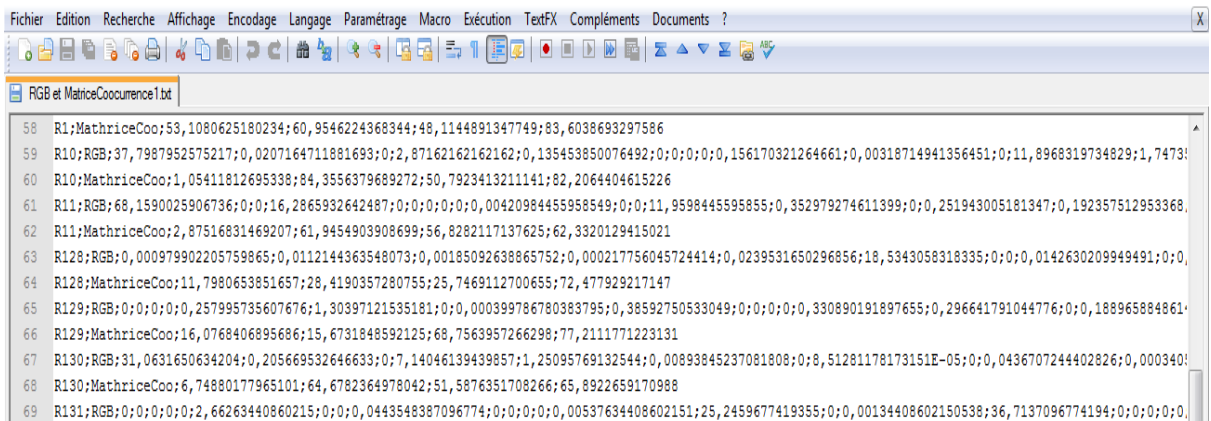 Fichier Edition Recherche Affichage Encodage Langage Paramétrage Macro Exécution TextFX Compléments Documents ? X
ABC
RGB et MatriceCoocurrence1.txt
58 R1;MathriceCoo;53,1080625180234;60,9546224368344;48,1144891347749;83,6038693297586
59 R10;RGB;37,7987952575217;0,0207164711881693;0;2,87162162162162;0,135453850076492;0;0;0;0;0,156170321264661;0,00318714941356451;0;11,8968319734829;1,7473
60 R10;MathriceCoo;1,05411812695338;84,3556379689272;50,7923413211141;82,2064404615226
61 R11;RGB;68,1590025906736;0;0;16,2865932642487;0;0;0;0;0;0,00420984455958549;0;0;11,9598445595855;0,352979274611399;0;0;0,251943005181347;0,192357512953368,
62 R11;MathriceCoo;2,87516831469207;61,9454903908699;56,8282117137625;62,3320129415021
63 R128;RGB;0,000979902205759865;0,0112144363548073;0,00185092638865752;0,000217756045724414;0,0239531650296856;18,5343058318335;0;0;0;0,0142630209949491;0;0,
64 R128;MathriceCoo;11,7980653851657;28,4190357280755;25,7469112700655;72,477929217147
65 R129;RGB;0;0;0;0;0,257995735607676;1,30397121535181;0;0,000399786780383795;0,38592750533049;0;0;0;0;0,330890191897655;0,296641791044776;0;0,1889658848614
66 R129;MathriceCoo;16,0768406895686;15,6731848592125;68,7563957266298;77,2111771223131
67 R130;RGB;31,0631650634204;0,205669532646633;0;7,14046139439857;1,25095769132544;0,00893845237081808;0;8,51281178173151E-05;0;0,0436707244402826;0,000340
68 R130;MathriceCoo;6,74880177965101;64,6782364978042;51,5876351708266;65,8922659170988
69 R131;RGB;0;0;0;0;0;2,66263440860215;0;0;0,0443548387096774;0;0;0;0;0,00537634408602151;25,2459677419355;0;0,00134408602150538;36,7137096774194;0;0;0;0;0,